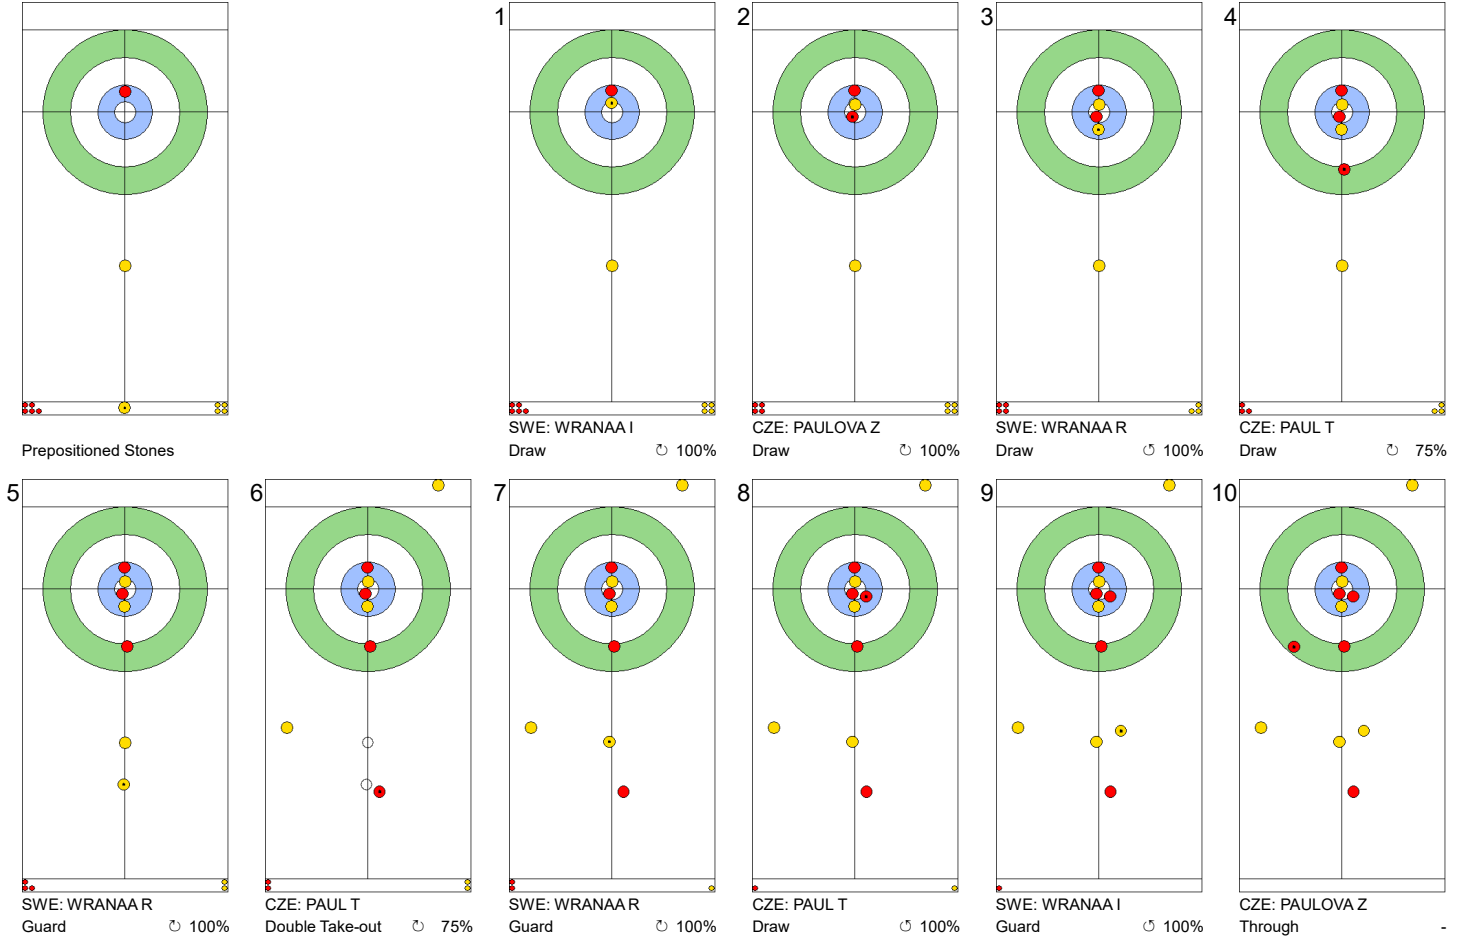 1
2
3
4
Prepositioned Stones
SWE: WRANAA I
Draw ↻ 100%
CZE: PAULOVA Z
Draw ↻ 100%
SWE: WRANAA R
Draw ↺ 100%
CZE: PAUL T
Draw ↻ 75%
5
6
7
8
9
10
SWE: WRANAA R
Guard ↻ 100%
CZE: PAUL T
Double Take-out ↻ 75%
SWE: WRANAA R
Guard ↺ 100%
CZE: PAUL T
Draw ↺ 100%
SWE: WRANAA I
Guard ↺ 100%
CZE: PAULOVA Z
Through -